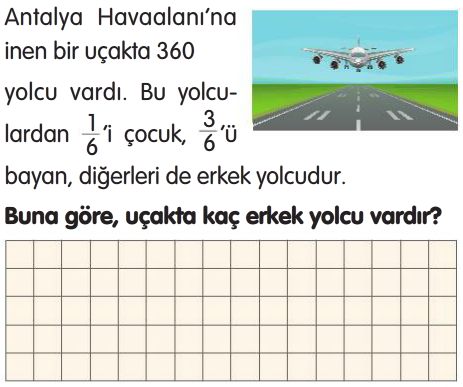 Antalya Havaalanı’na
inen bir uçakta 360
yolcu vardı. Bu yolcu-
lardan 1/6 ’i çocuk, 3/6 ’ü
bayan, diğerleri de erkek yolcudur.
Buna göre, uçakta kaç erkek yolcu vardır?